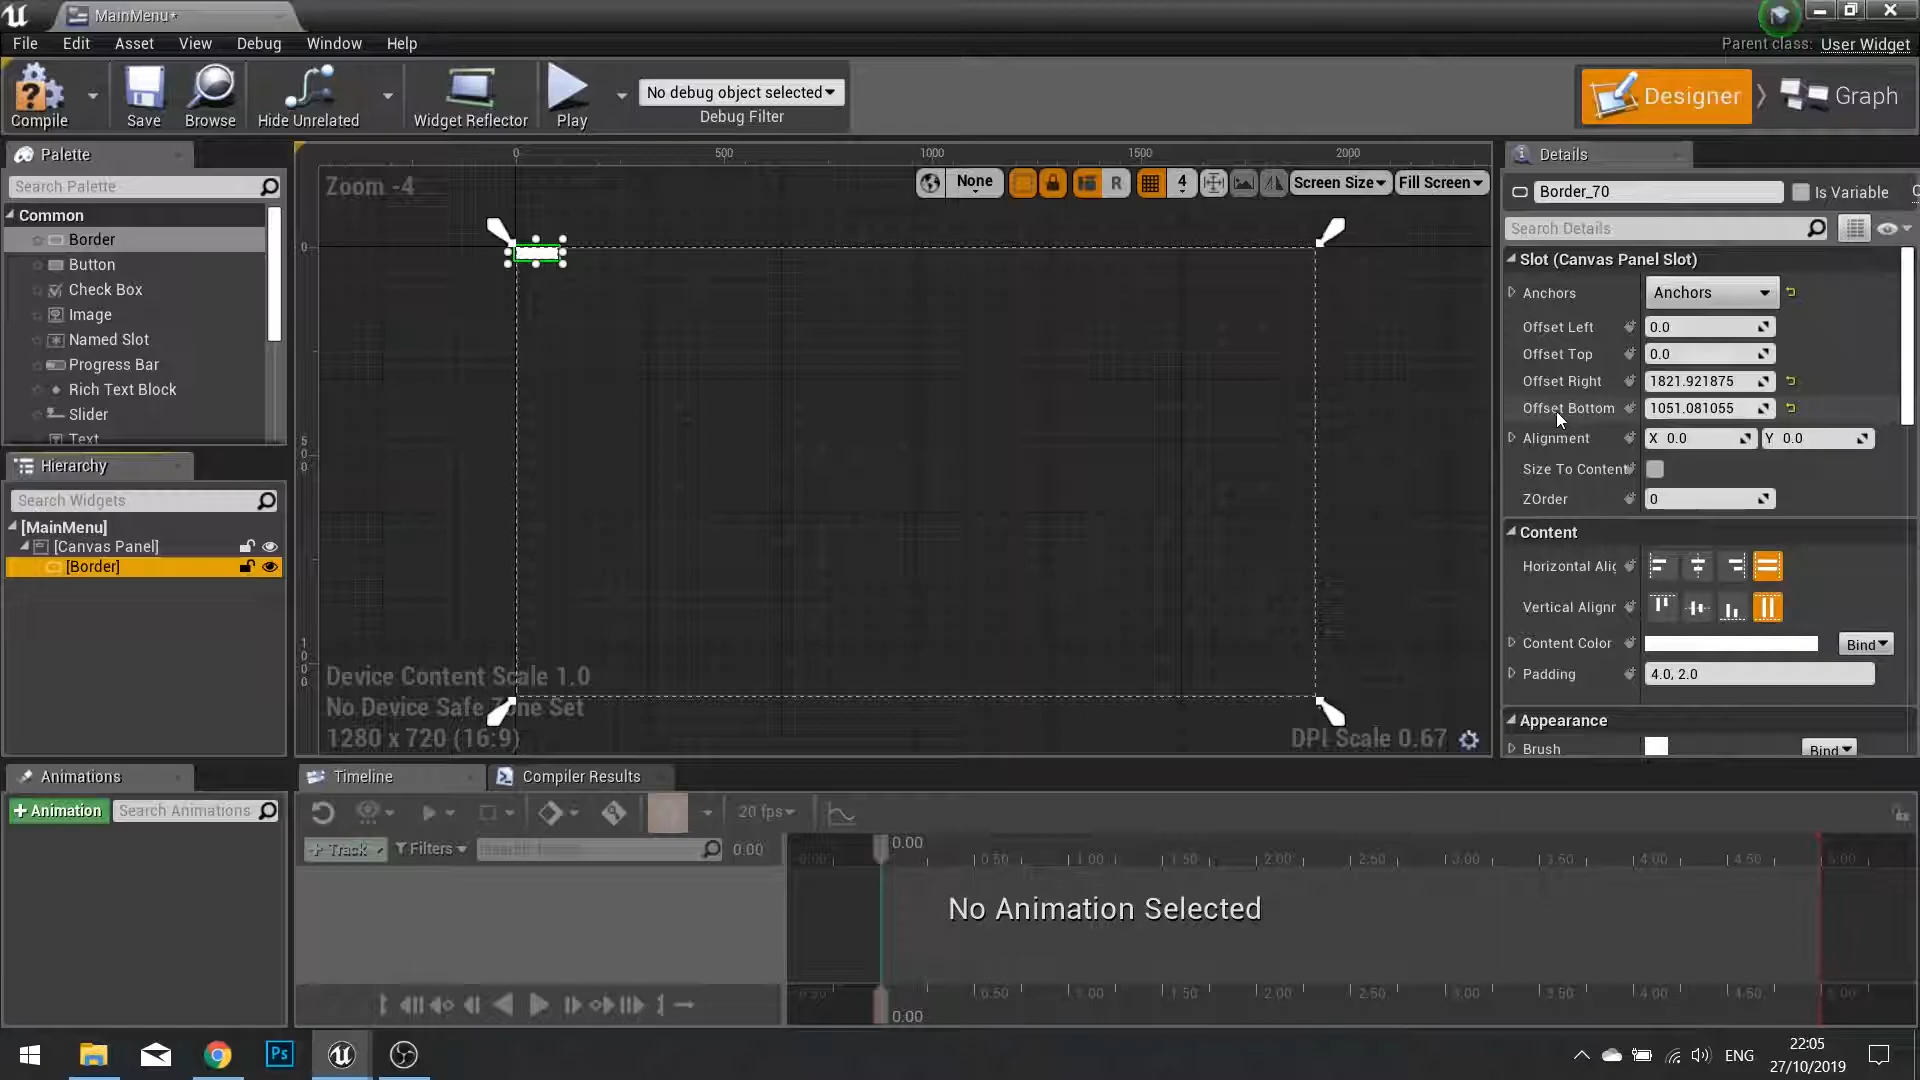 MainMenu*
File Edit Asset View Debug Window Help
Parent class: User Widget
Compile
Save
Browse
Hide Unrelated
Widget Reflector
Play
No debug object selected
Debug Filter
Designer
Graph
Palette
Search Palette
Common
Border
Button
Check Box
Image
Named Slot
Progress Bar
Rich Text Block
Slider
Text
Hierarchy
Search Widgets
[MainMenu]
[Canvas Panel]
[Border]
0 500 1000 1500 2000
Zoom -4
None
R
4
Screen Size
Fill Screen
0
5
0
1
0
0
0
Device Content Scale 1.0
No Device Safe Zone Set
1280 x 720 (16:9)
DPI Scale 0.67
Details
Border_70
Is Variable
Search Details
Slot (Canvas Panel Slot)
Anchors Anchors
Offset Left 0.0
Offset Top 0.0
Offset Right 1821.921875
Offset Bottom 1051.081055
Alignment X 0.0 Y 0.0
Size To Content
ZOrder 0
Content
Horizontal Alig
Vertical Alignr
Content Color Bind
Padding 4.0, 2.0
Appearance
Brush Bind
Animations
+ Animation
Search Animations
Timeline
Compiler Results
20 fps
+ Track
Filters
0.00
0.00
0.50 1.00 1.50 2.00 2.50 3.00 3.50 4.00 4.50 5.00
No Animation Selected
0.50 1.00 1.50 2.00 2.50 3.00 3.50 4.00 4.50 5.00
0.00
Ps
ENG
22:05
27/10/2019